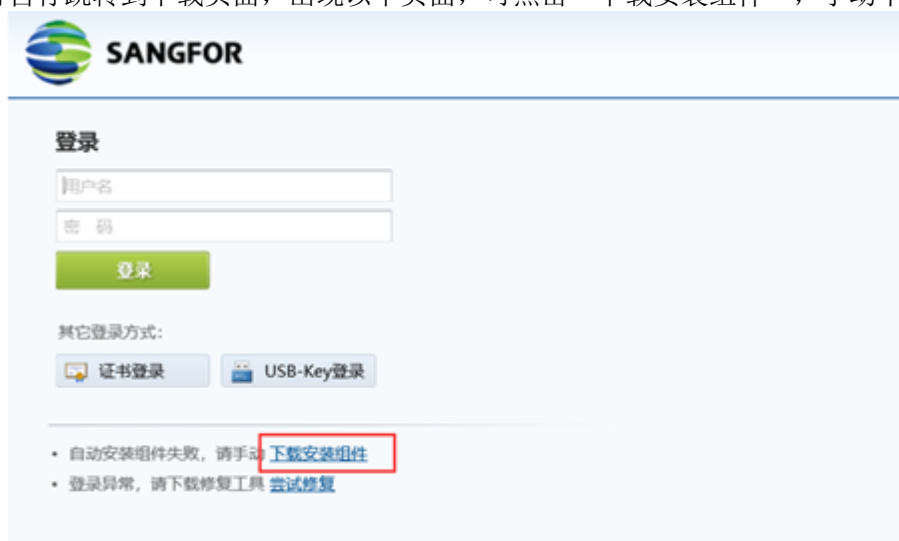 SANGFOR
登录
用户名
密 码
登录
其它登录方式:
证书登录 USB-Key登录
• 自动安装组件失败，请手动 下载安装组件
• 登录异常，请下载修复工具 尝试修复